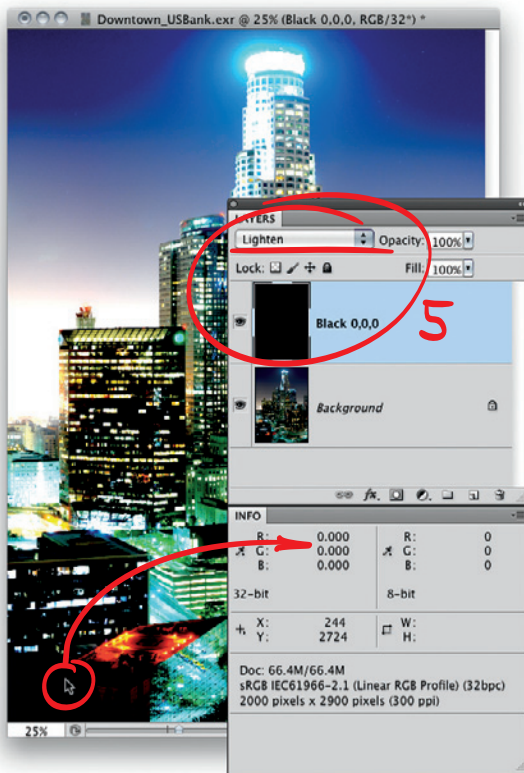 Downtown_USBank.exr @ 25% (Black 0,0,0, RGB/32*) *
LAYERS
Lighten Opacity: 100%
Lock: Fill: 100%
Black 0,0,0
5
Background
fx.
INFO
R: 0.000 R: 0
G: 0.000 G: 0
B: 0.000 B: 0
32-bit 8-bit
X: 244 W:
Y: 2724 H:
Doc: 66.4M/66.4M
sRGB IEC61966-2.1 (Linear RGB Profile) (32bpc)
2000 pixels x 2900 pixels (300 ppi)
25%